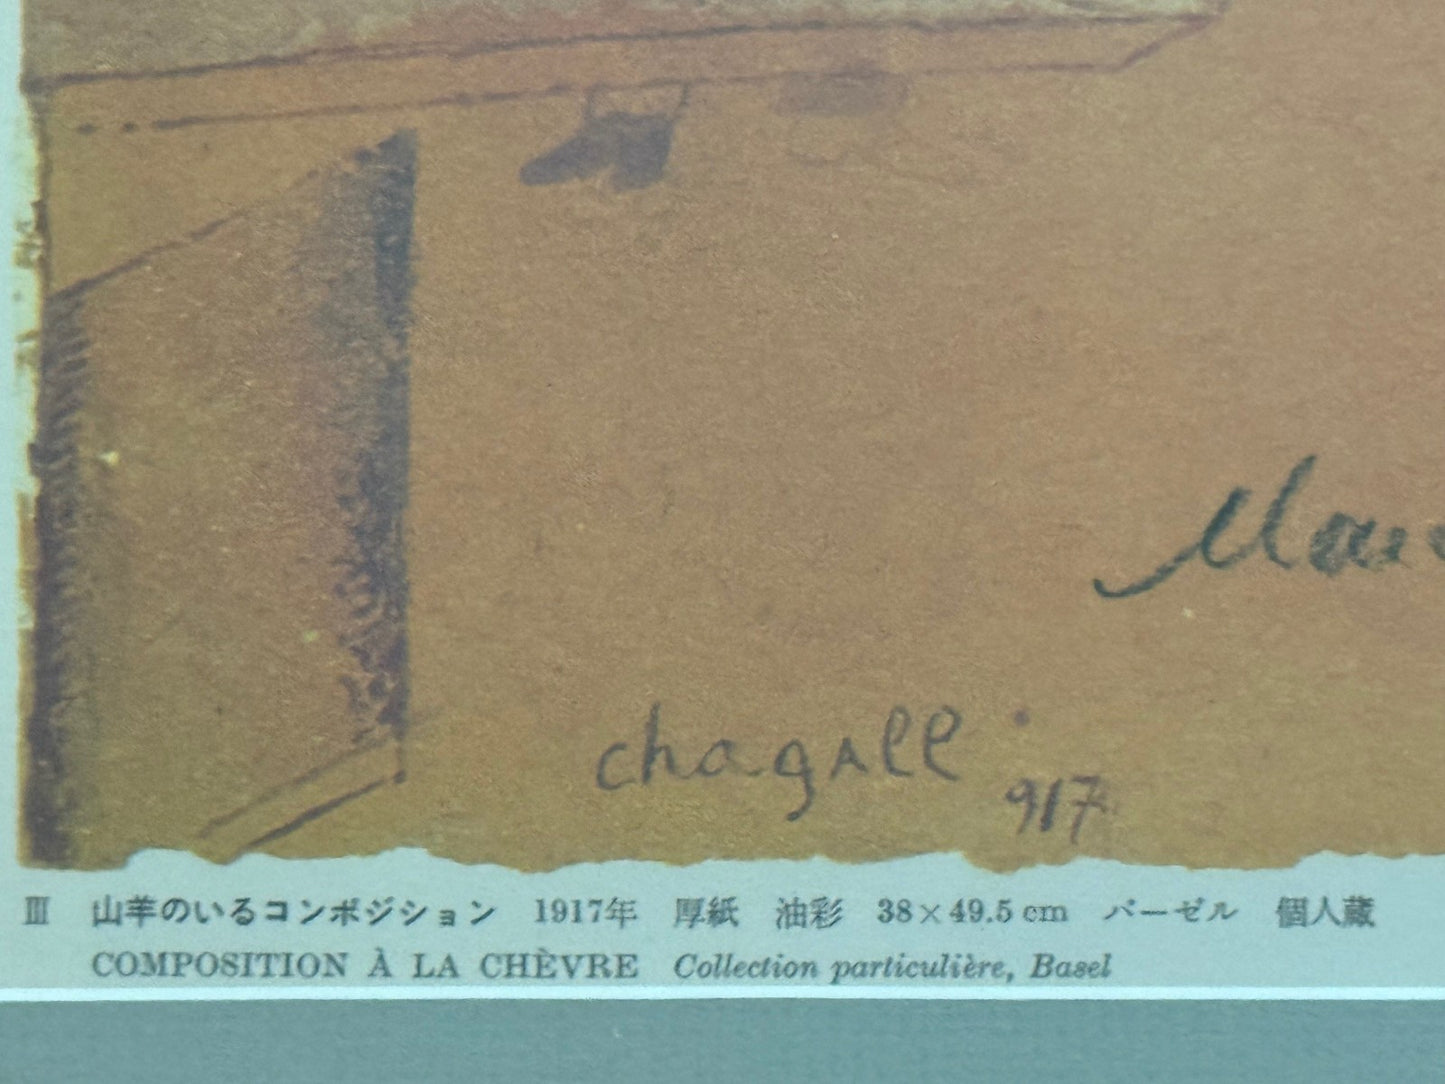 chagall
917
III 山羊のいるコンポジション 1917年 厚紙 油彩 38×49.5cm バーゼル 個人蔵
COMPOSITION À LA CHÈVRE Collection particulière, Basel